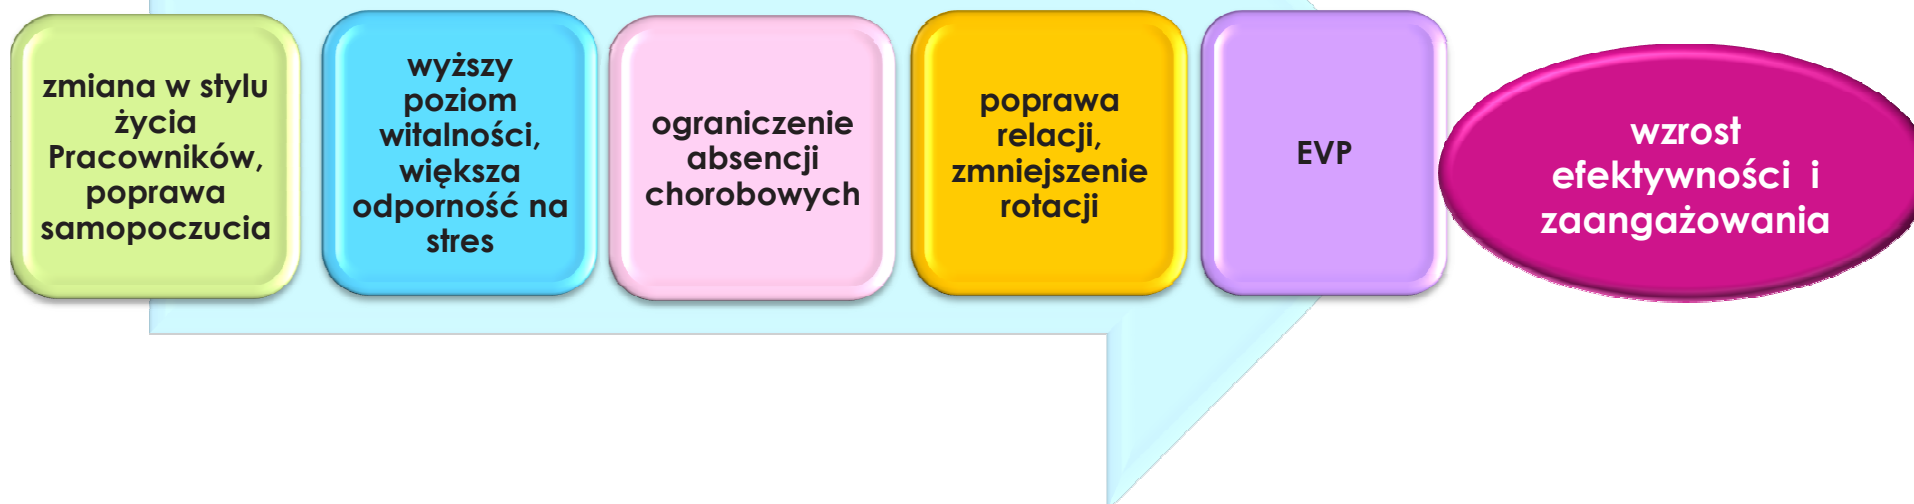 zmiana w stylu
życia
Pracowników,
poprawa
samopoczucia
wyższy
poziom
witalności,
większa
odporność na
stres
ograniczenie
absencji
chorobowych
poprawa
relacji,
zmniejszenie
rotacji
EVP
wzrost
efektywności i
zaangażowania